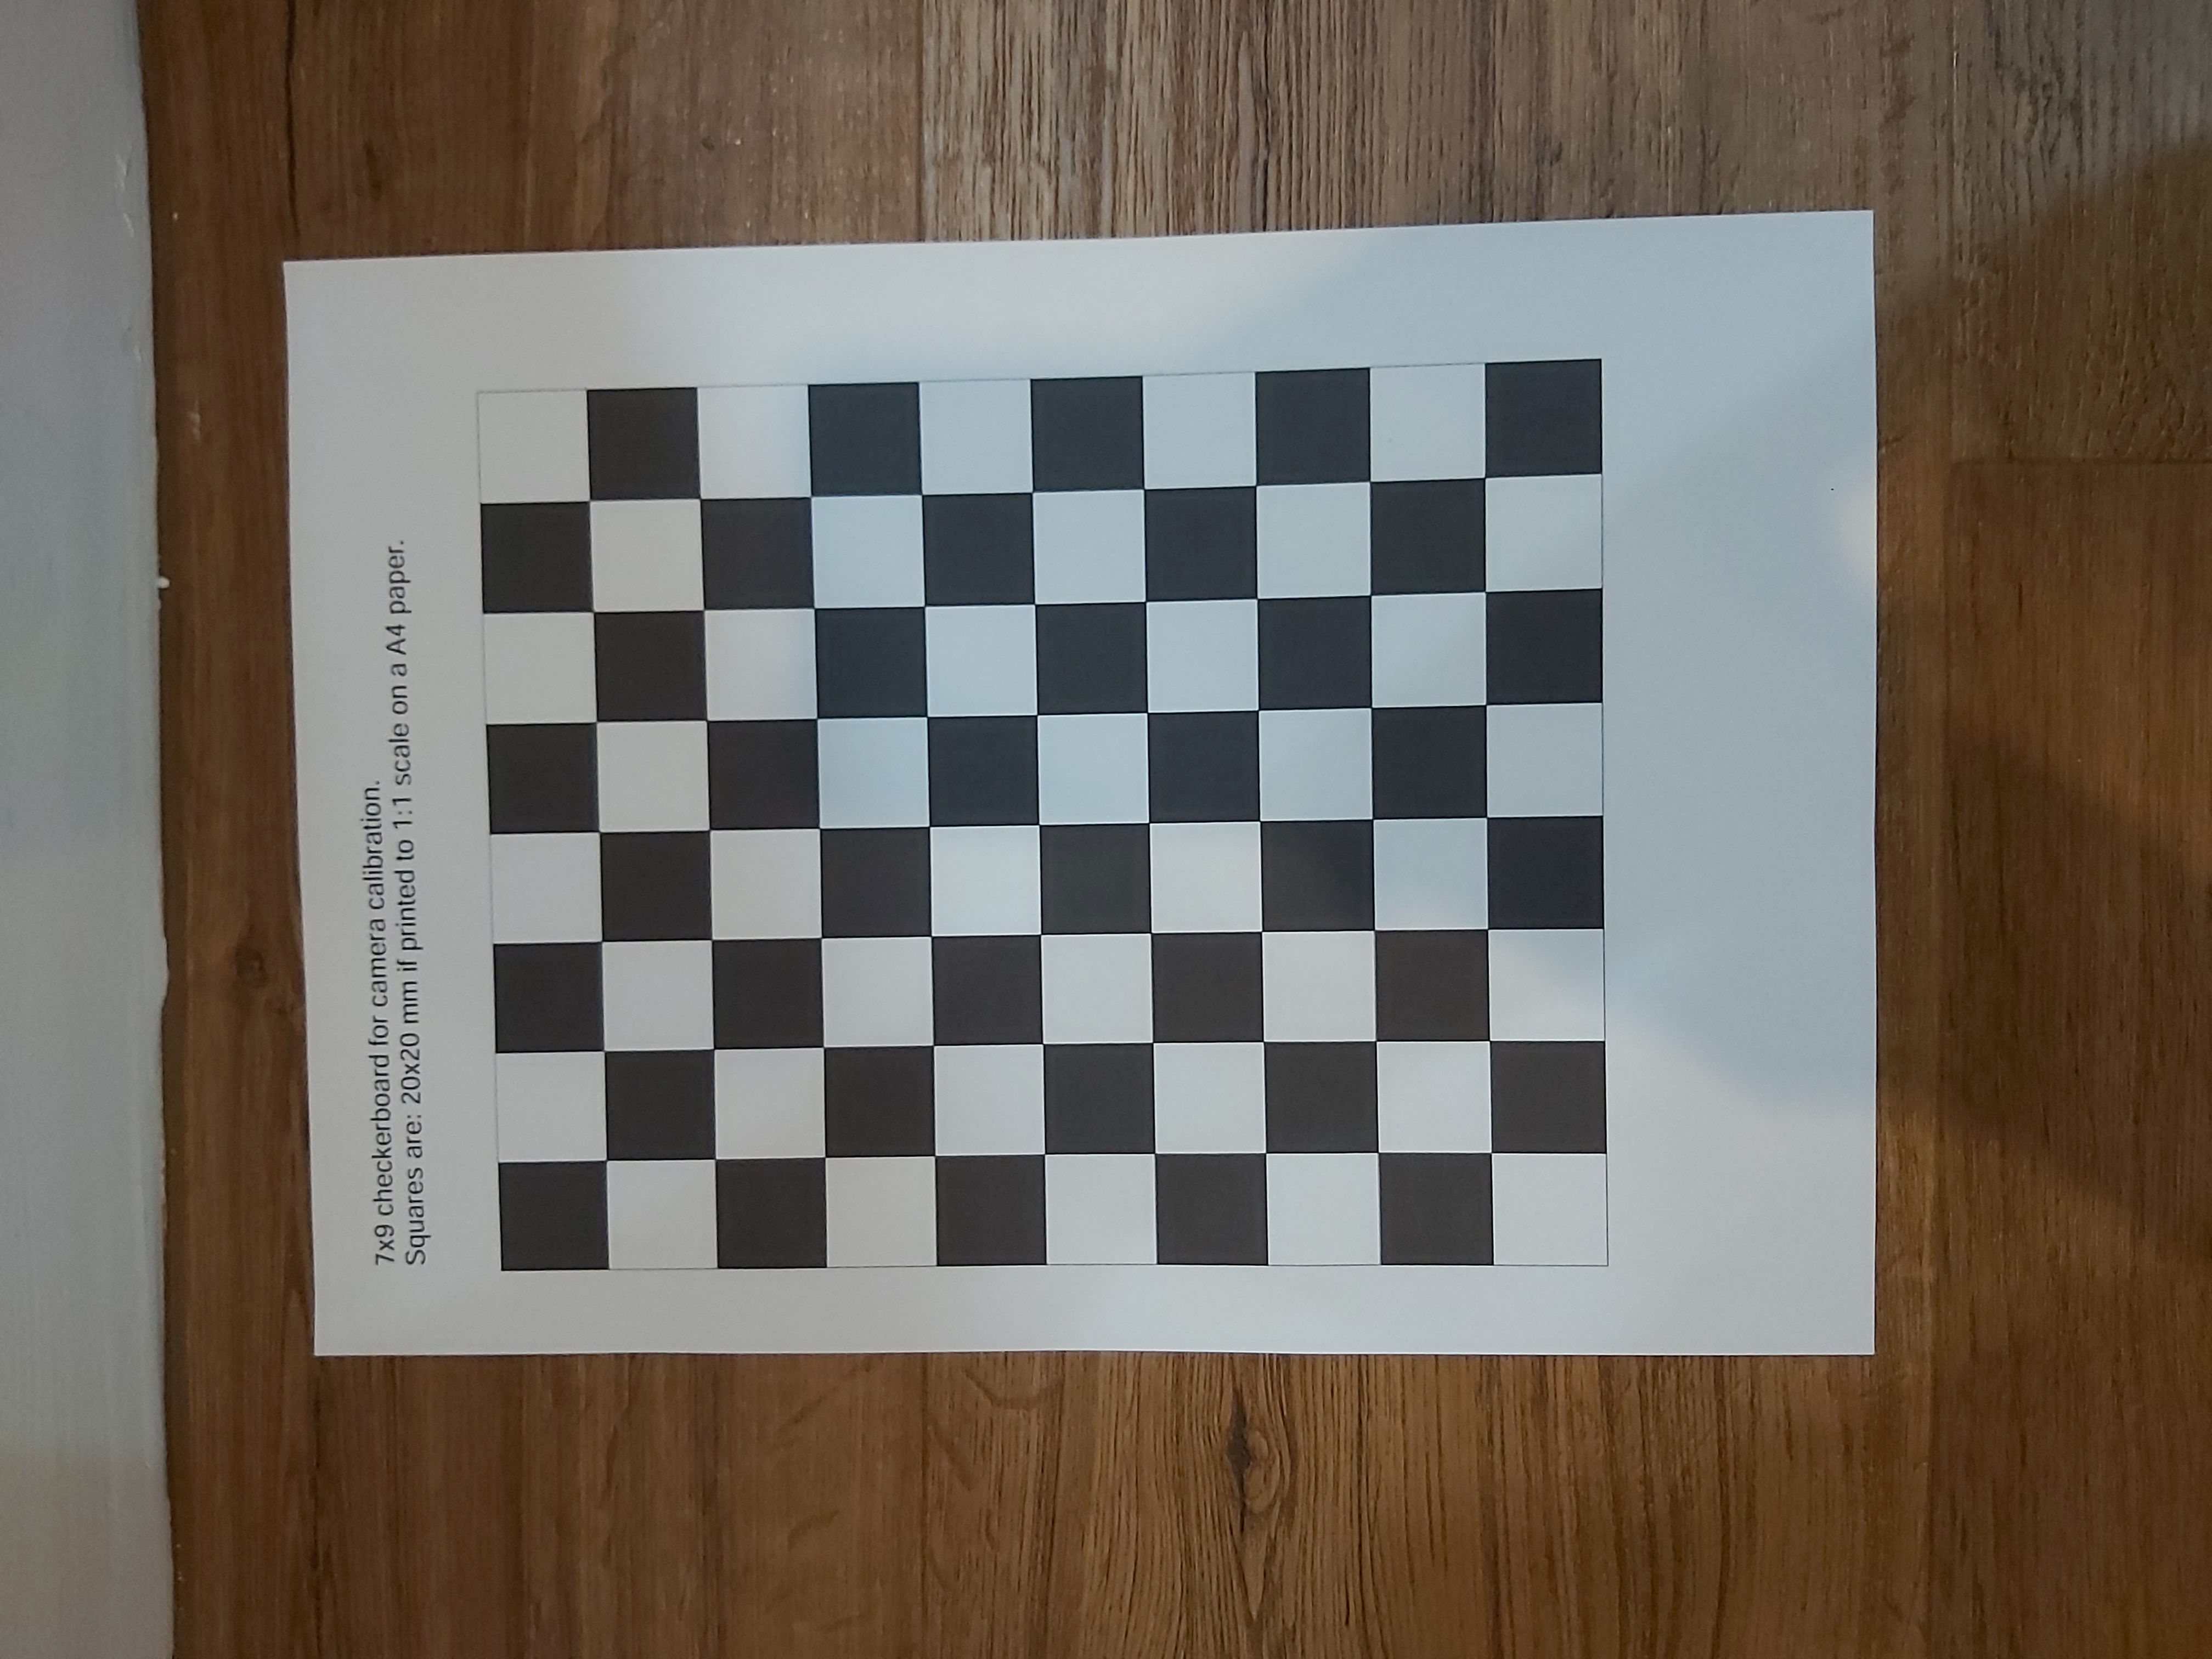 7x9 checkerboard for camera calibration.
Squares are: 20x20 mm if printed to 1:1 scale on a A4 paper.